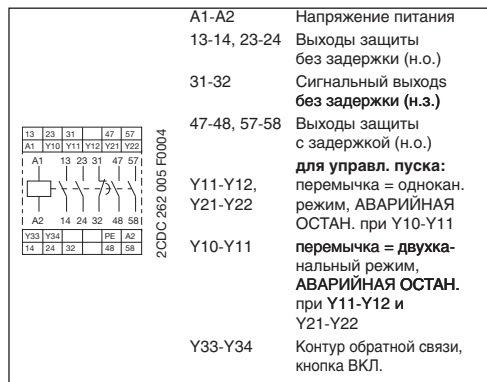 A1-A2 Напряжение питания
13-14, 23-24 Выходы защиты
без задержки (н.о.)
31-32 Сигнальный выходs
без задержки (н.з.)
47-48, 57-58 Выходы защиты
с задержкой (н.о.)
для управл. пуска:
Y11-Y12, перемычка = однокан.
Y21-Y22 режим, АВАРИЙНАЯ
ОСТАН. при Y10-Y11
Y10-Y11 перемычка = двухка-
нальный режим,
АВАРИЙНАЯ ОСТАН.
при Y11-Y12 и
Y21-Y22
Y33-Y34 Контур обратной связи,
кнопка ВКЛ.
13 23 31 47 57
A1 Y10 Y11 Y12 Y21 Y22
A1 13 23 31 47 57
A2 14 24 32 48 58
Y33 Y34 PE A2
14 24 32 48 58
2CDC 262 005 F0004